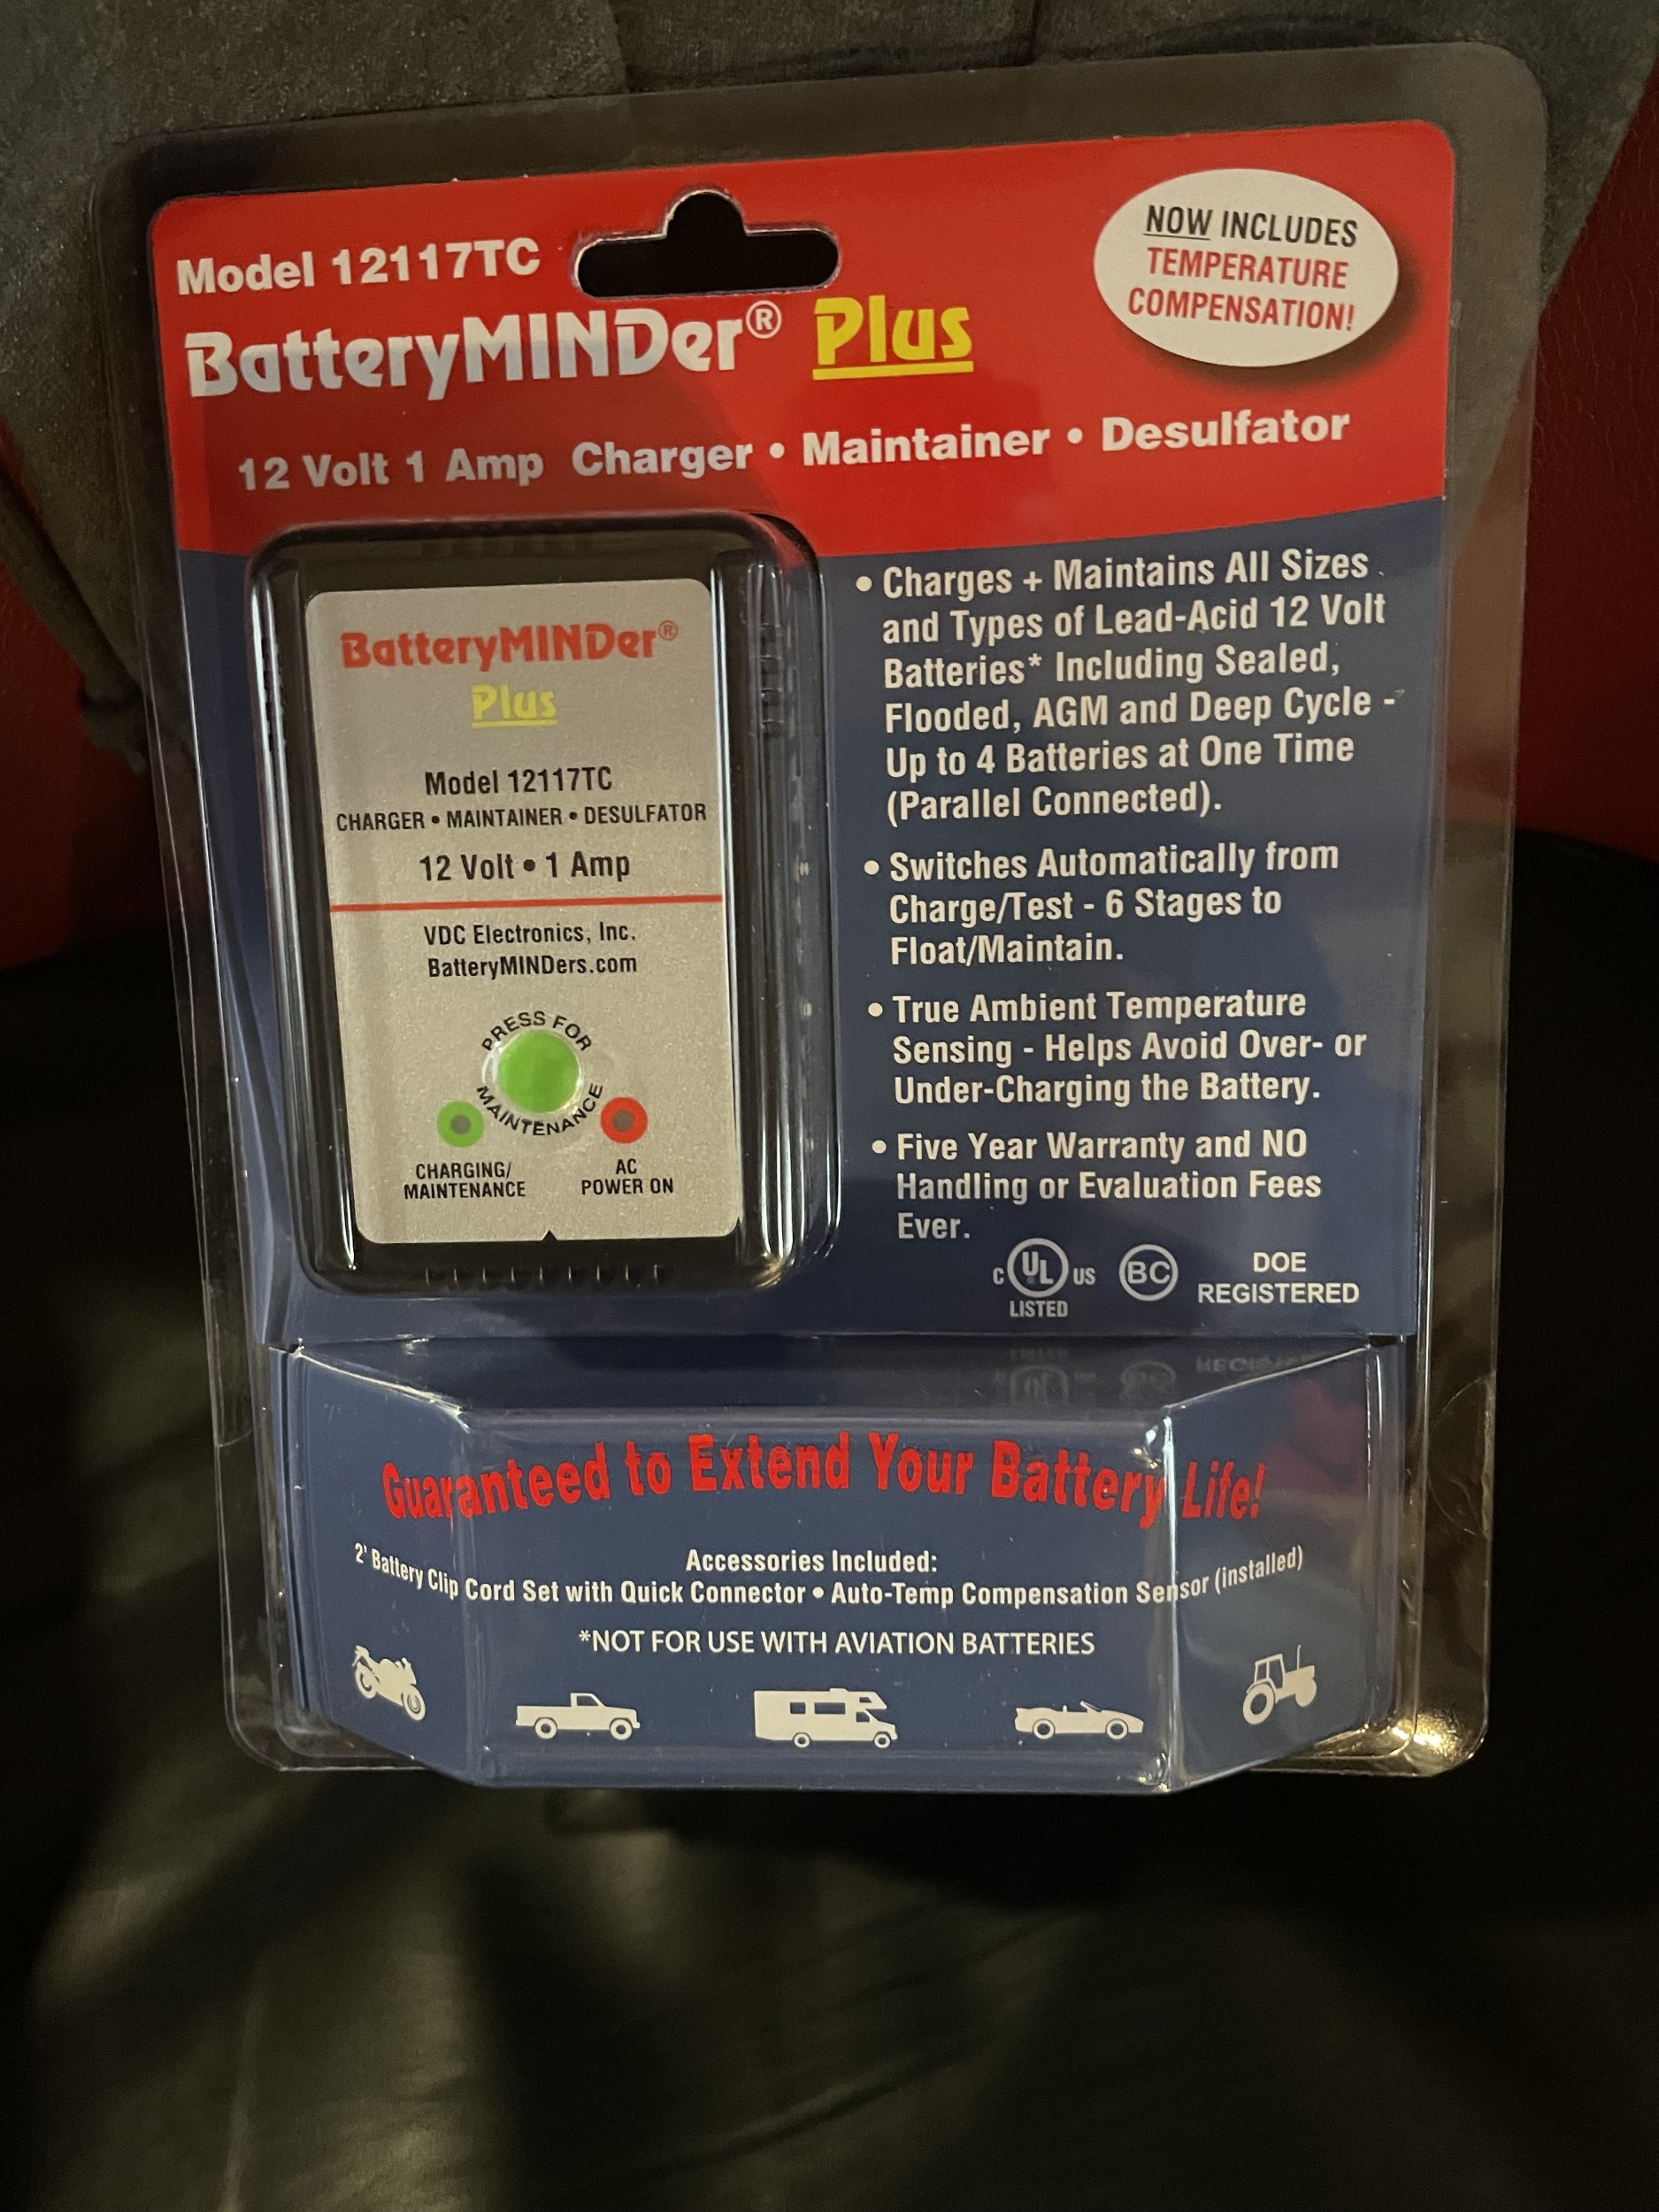 Model 12117TC
BatteryMINDer® Plus
12 Volt 1 Amp Charger • Maintainer • Desulfator
NOW INCLUDES
TEMPERATURE
COMPENSATION!
BatteryMINDer®
Plus
Model 12117TC
CHARGER • MAINTAINER • DESULFATOR
12 Volt • 1 Amp
VDC Electronics, Inc.
BatteryMINDers.com
PRESS FOR
MAINTENANCE
CHARGING/
MAINTENANCE
AC
POWER ON
• Charges + Maintains All Sizes
and Types of Lead-Acid 12 Volt
Batteries* Including Sealed,
Flooded, AGM and Deep Cycle -
Up to 4 Batteries at One Time
(Parallel Connected).
• Switches Automatically from
Charge/Test - 6 Stages to
Float/Maintain.
• True Ambient Temperature
Sensing - Helps Avoid Over- or
Under-Charging the Battery.
• Five Year Warranty and NO
Handling or Evaluation Fees
Ever.
C UL US
LISTED
BC
DOE
REGISTERED
Guaranteed to Extend Your Battery Life!
Accessories Included:
2' Battery Clip Cord Set with Quick Connector • Auto-Temp Compensation Sensor (installed)
*NOT FOR USE WITH AVIATION BATTERIES